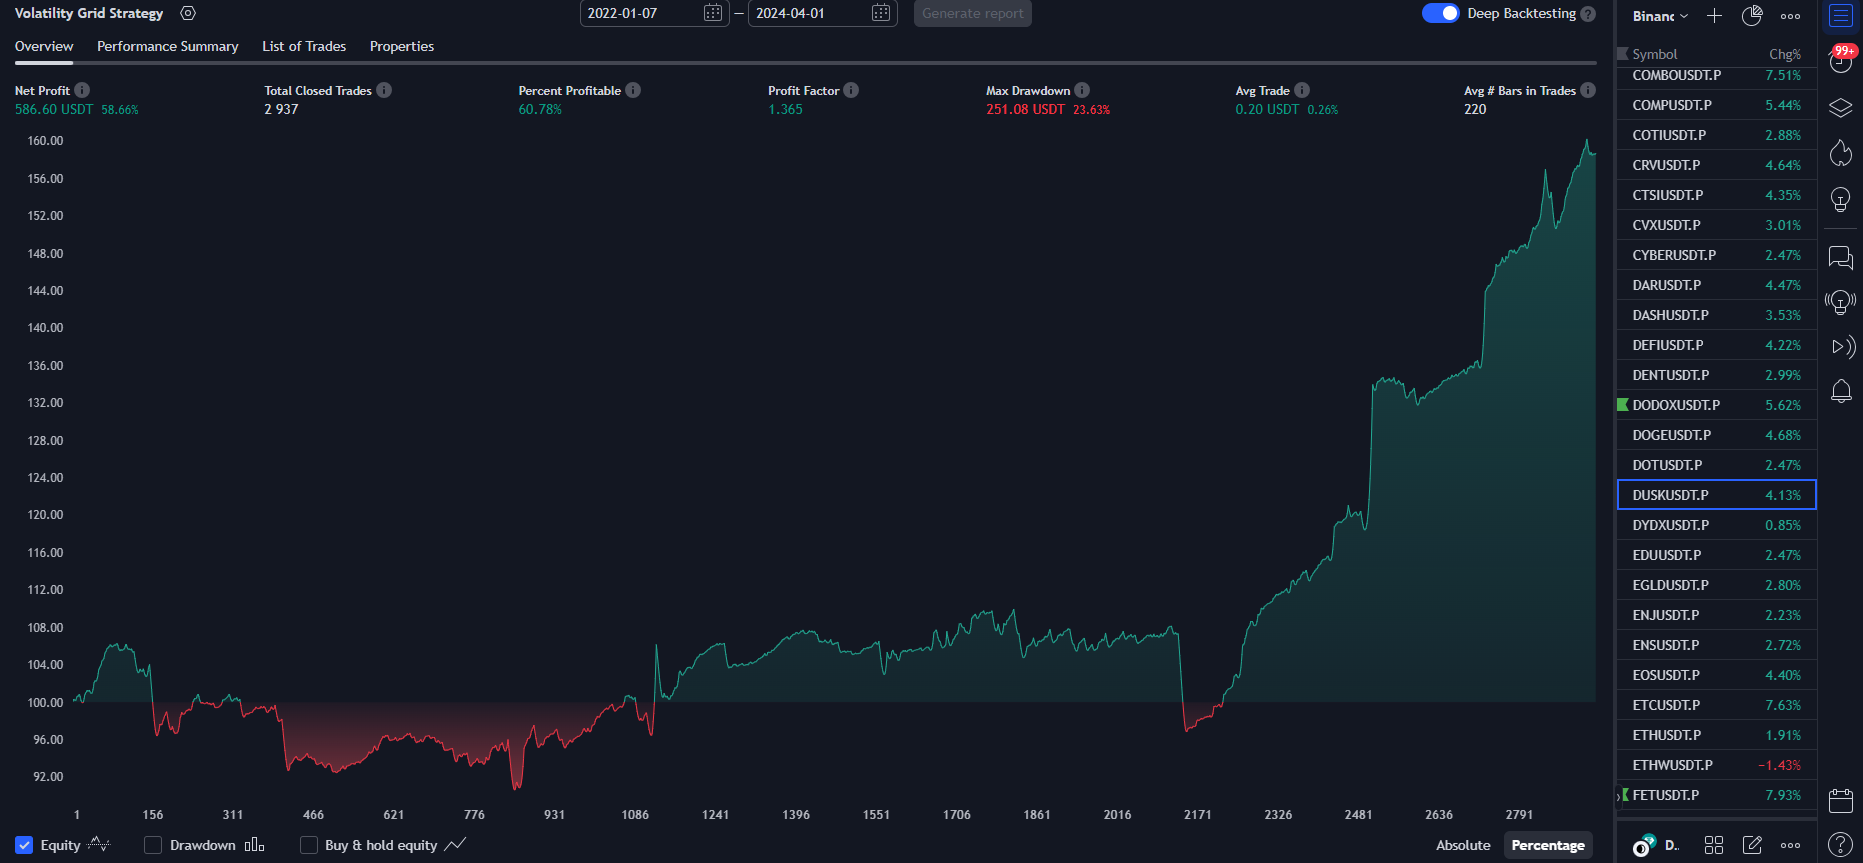 Volatility Grid Strategy
2022-01-07 — 2024-04-01 Generate report
Deep Backtesting ?
Overview Performance Summary List of Trades Properties
Net Profit Total Closed Trades Percent Profitable Profit Factor Max Drawdown Avg Trade Avg # Bars in Trades
586.60 USDT 58.66% 2 937 60.78% 1.365 251.08 USDT 23.63% 0.20 USDT 0.26% 220
160.00
156.00
152.00
148.00
144.00
140.00
136.00
132.00
128.00
124.00
120.00
116.00
112.00
108.00
104.00
100.00
96.00
92.00
1 156 311 466 621 776 931 1086 1241 1396 1551 1706 1861 2016 2171 2326 2481 2636 2791
Equity Drawdown Buy & hold equity Absolute Percentage
Binanc
Symbol Chg%
COMBOUSDT.P 7.51%
COMPUSDT.P 5.44%
COTIUSDT.P 2.88%
CRVUSDT.P 4.64%
CTSIUSDT.P 4.35%
CVXUSDT.P 3.01%
CYBERUSDT.P 2.47%
DARUSDT.P 4.47%
DASHUSDT.P 3.53%
DEFIUSDT.P 4.22%
DENTUSDT.P 2.99%
DODOXUSDT.P 5.62%
DOGEUSDT.P 4.68%
DOTUSDT.P 2.47%
DUSKUSDT.P 4.13%
DYDXUSDT.P 0.85%
EDUUSDT.P 2.47%
EGLDUSDT.P 2.80%
ENJUSDT.P 2.23%
ENSUSDT.P 2.72%
EOSUSDT.P 4.40%
ETCUSDT.P 7.63%
ETHUSDT.P 1.91%
ETHWUSDT.P −1.43%
FETUSDT.P 7.93%
D..
99+